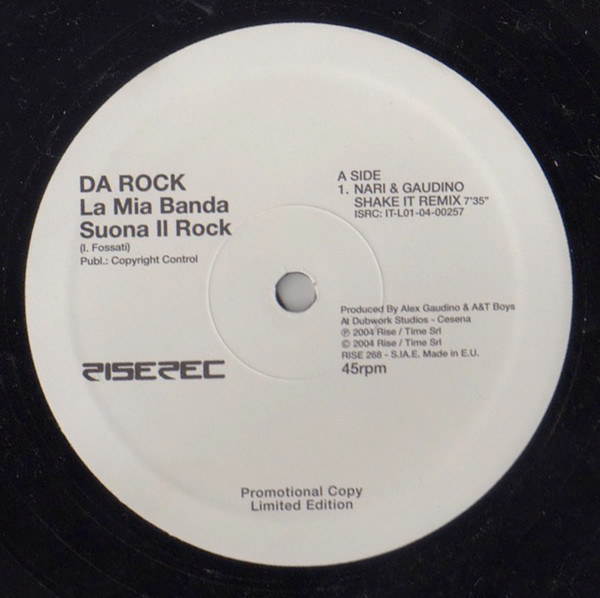 DA ROCK
La Mia Banda
Suona Il Rock
(I. Fossati)
Publ.: Copyright Control
A SIDE
1. NARI & GAUDINO
SHAKE IT REMIX 7'35"
ISRC: IT-L01-04-00257
Produced By Alex Gaudino & A&T Boys
At Dubwork Studios - Cesena
℗ 2004 Rise / Time Srl
© 2004 Rise / Time Srl
RISE 268 - S.IA.E. Made in E.U.
45rpm
RISEREC
Promotional Copy
Limited Edition